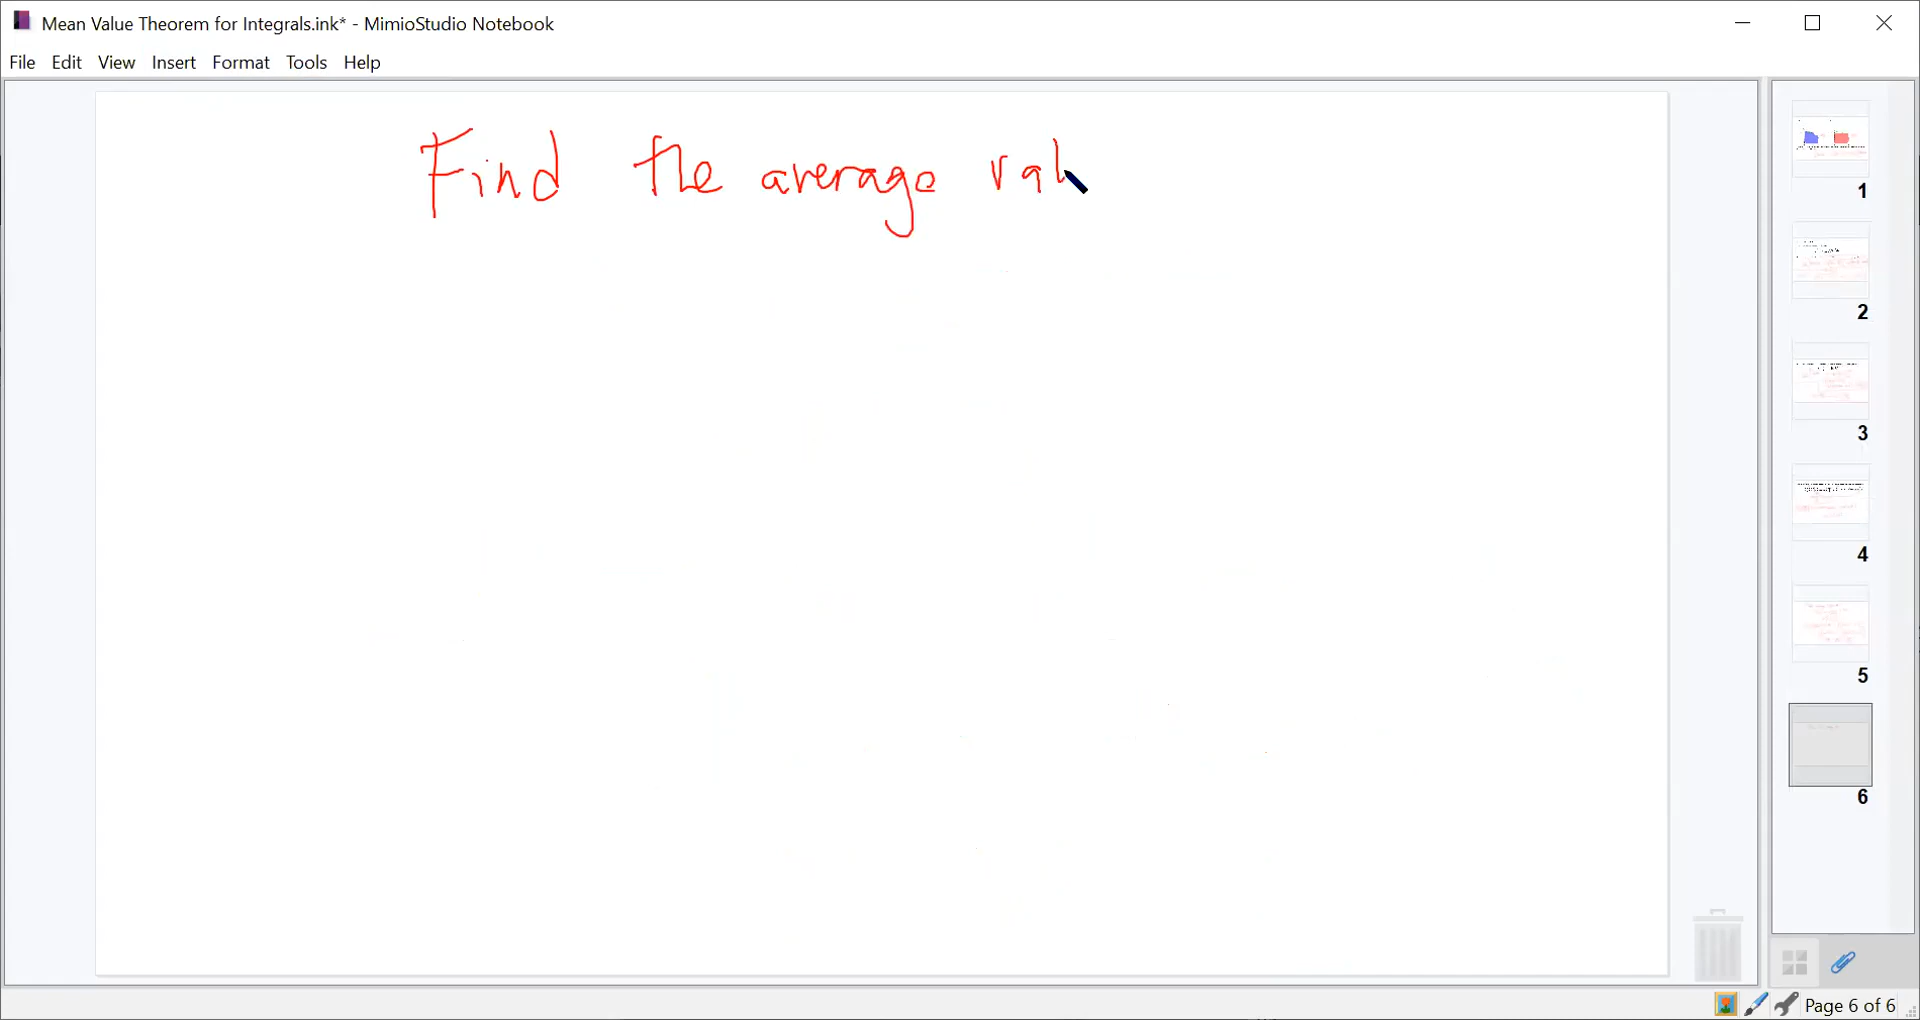 Mean Value Theorem for Integrals.ink* - MimioStudio Notebook
File Edit View Insert Format Tools Help
Find the average val
1
2
3
4
5
6
Page 6 of 6